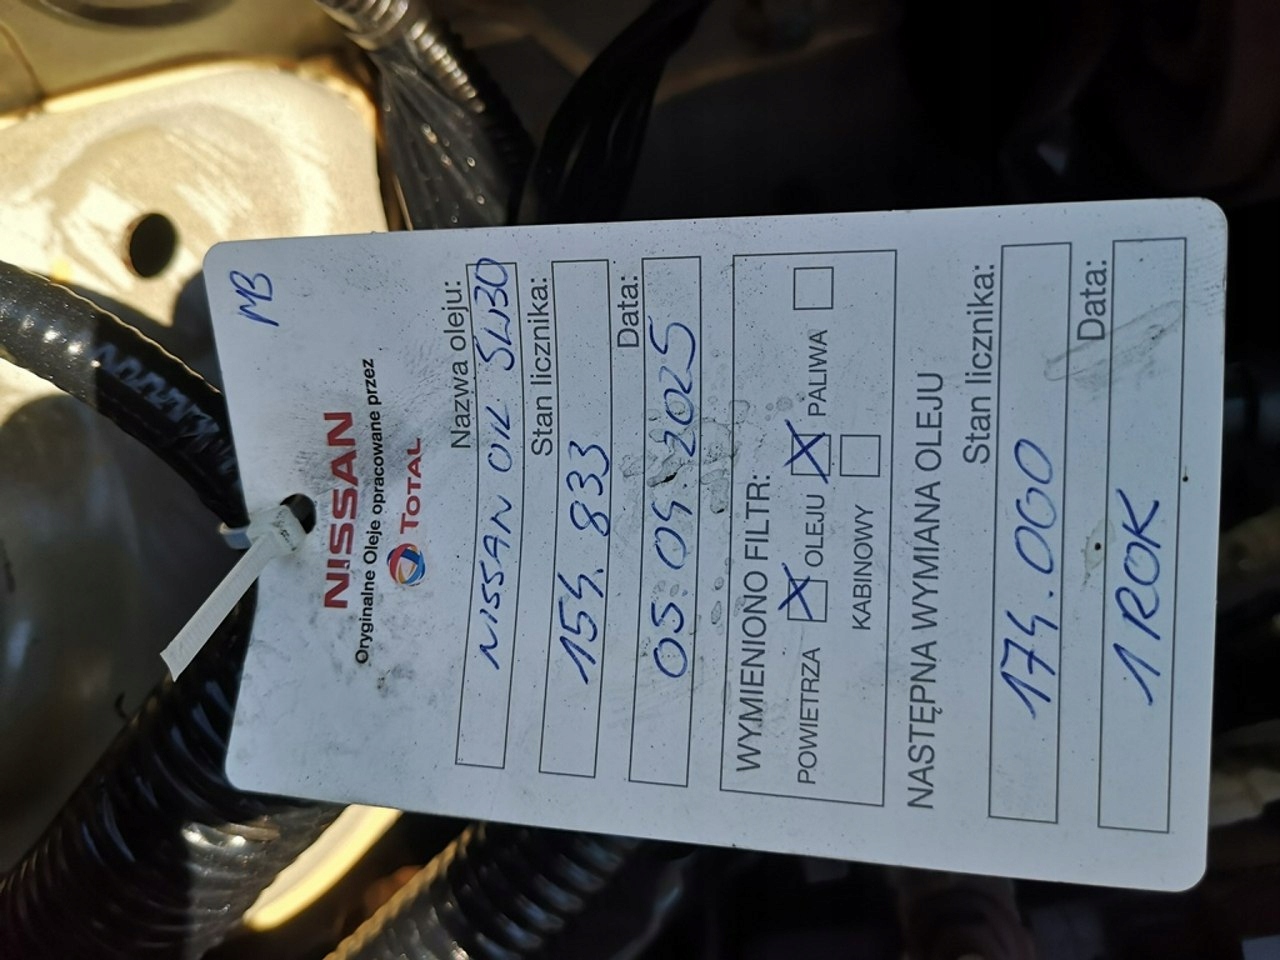 MB
NISSAN
Oryginalne Oleje opracowane przez
TOTAL
Nazwa oleju:
NISSAN OIL 5W30
Stan licznika:
154.833
Data:
05.04.2025
WYMIENIONO FILTR:
POWIETRZA X OLEJU X PALIWA
KABINOWY
NASTĘPNA WYMIANA OLEJU
Stan licznika:
174.000
Data:
1 ROK